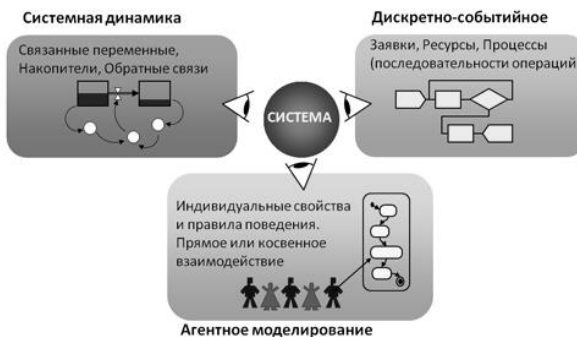 Системная динамика
Связанные переменные,
Накопители, Обратные связи
Дискретно-событийное
Заявки, Ресурсы, Процессы
(последовательности операций)
СИСТЕМА
Индивидуальные свойства
и правила поведения.
Прямое или косвенное
взаимодействие
Агентное моделирование